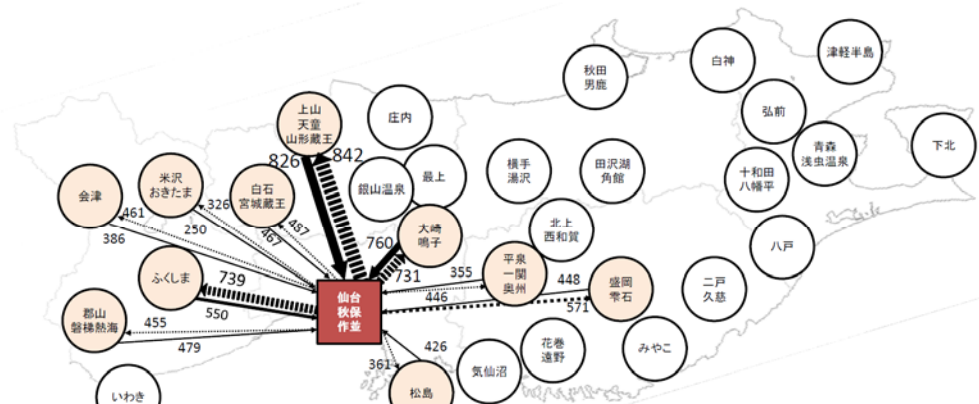 津軽半島
白神
秋田
男鹿
弘前
上山
天童
山形蔵王
庄内
下北
青森
浅虫温泉
826
842
横手
湯沢
田沢湖
角館
十和田
八幡平
最上
銀山温泉
米沢
おきたま
白石
宮城蔵王
会津
326
461
487
467
250
386
大崎
鳴子
北上
西和賀
八戸
760
731
平泉
一関
奥州
355
446
448
571
盛岡
雫石
二戸
久慈
ふくしま
739
550
仙台
秋保
作並
郡山
磐梯熱海
455
479
426
361
花巻
遠野
みやこ
気仙沼
松島
いわき